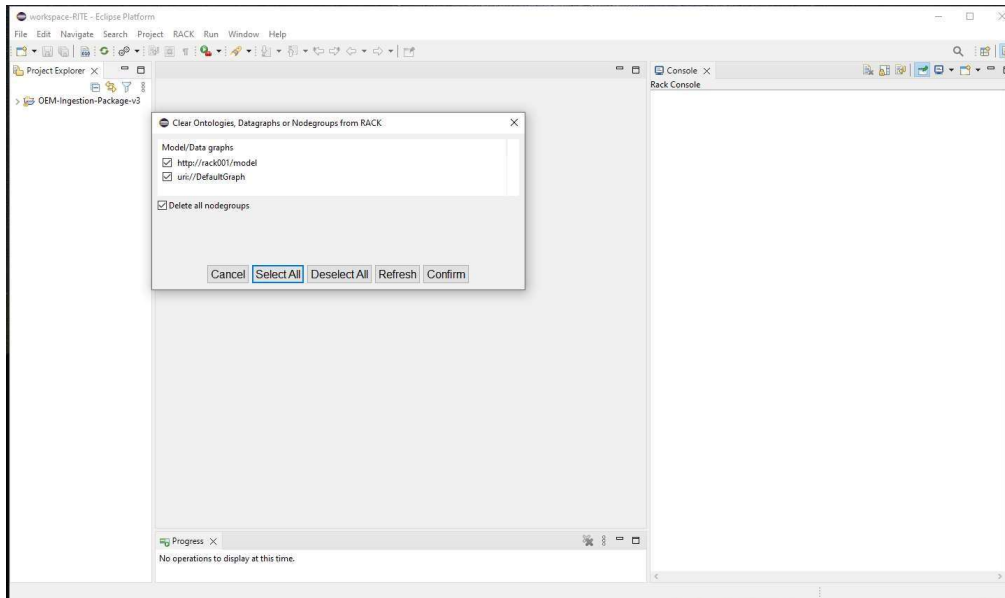 workspace-RITE - Eclipse Platform
File Edit Navigate Search Project RACK Run Window Help
Project Explorer
OEM-Ingestion-Package-v3
Clear Ontologies, Datagraphs or Nodegroups from RACK
Model/Data graphs
http://rack001/model
uri://DefaultGraph
Delete all nodegroups
Cancel Select All Deselect All Refresh Confirm
Console
Rack Console
Progress
No operations to display at this time.